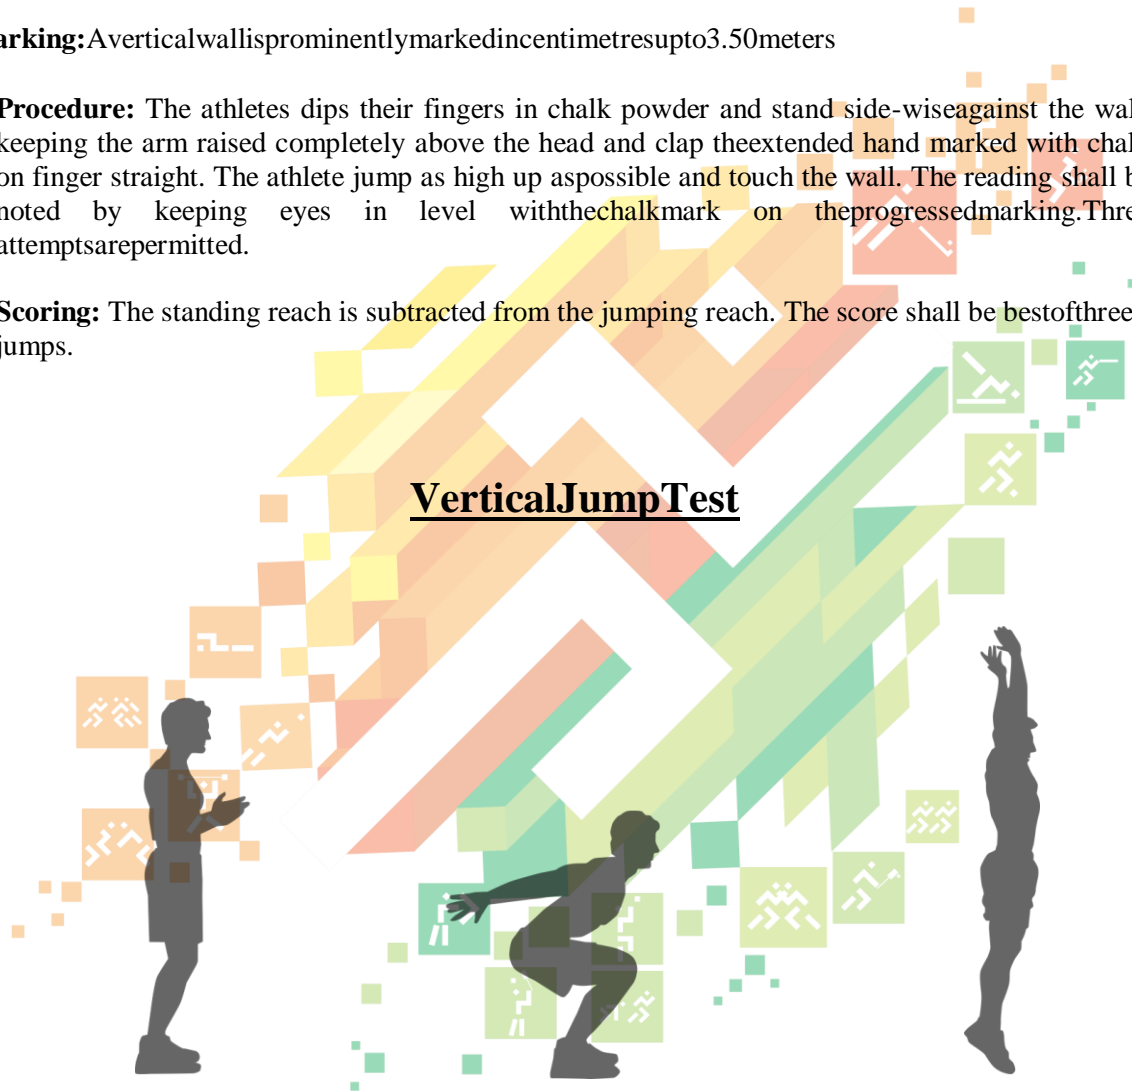 arking:Averticalwallisprominentlymarkedincentimetresupto3.50meters
Procedure: The athletes dips their fingers in chalk powder and stand side-wiseagainst the wal
keeping the arm raised completely above the head and clap theextended hand marked with chal
on finger straight. The athlete jump as high up aspossible and touch the wall. The reading shall b
noted by keeping eyes in level withthechalkmark on theprogressedmarking.Thre
attemptsarepermitted.
Scoring: The standing reach is subtracted from the jumping reach. The score shall be bestofthree
jumps.
VerticalJumpTest